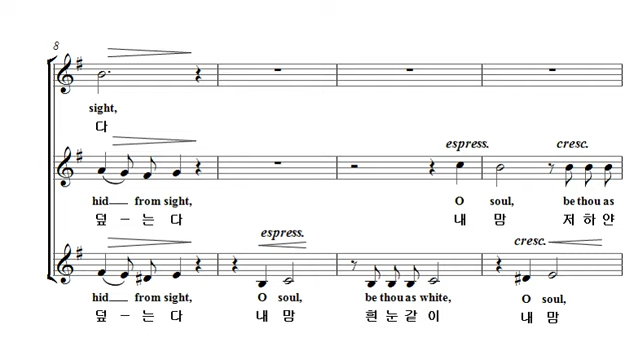 8
sight,
다
espress. cresc.
hid from sight, O soul, be thou as
덮 – 는 다 내 맘 저 하 얀
espress. cresc.
hid from sight, O soul, be thou as white, O soul,
덮 – 는 다 내 맘 흰 눈 같 이 내 맘